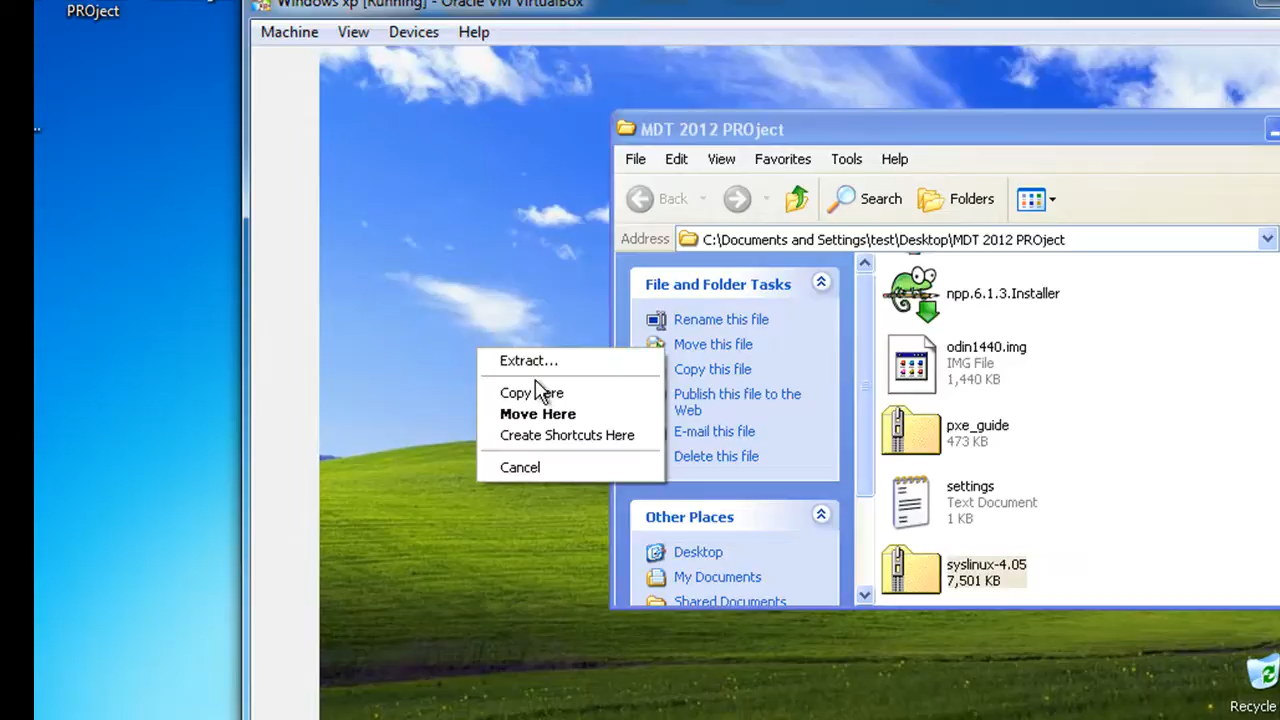 PROject
Windows xp [Running] - Oracle VM VirtualBox
Machine View Devices Help
MDT 2012 PROject
File Edit View Favorites Tools Help
Back Search Folders
Address C:\Documents and Settings\test\Desktop\MDT 2012 PROject
File and Folder Tasks
Rename this file
Move this file
Copy this file
Publish this file to the
Web
E-mail this file
Delete this file
Other Places
Desktop
My Documents
Shared Documents
npp.6.1.3.Installer
odin1440.img
IMG File
1,440 KB
pxe_guide
473 KB
settings
Text Document
1 KB
syslinux-4.05
7,501 KB
Extract...
Copy Here
Move Here
Create Shortcuts Here
Cancel
Recycle